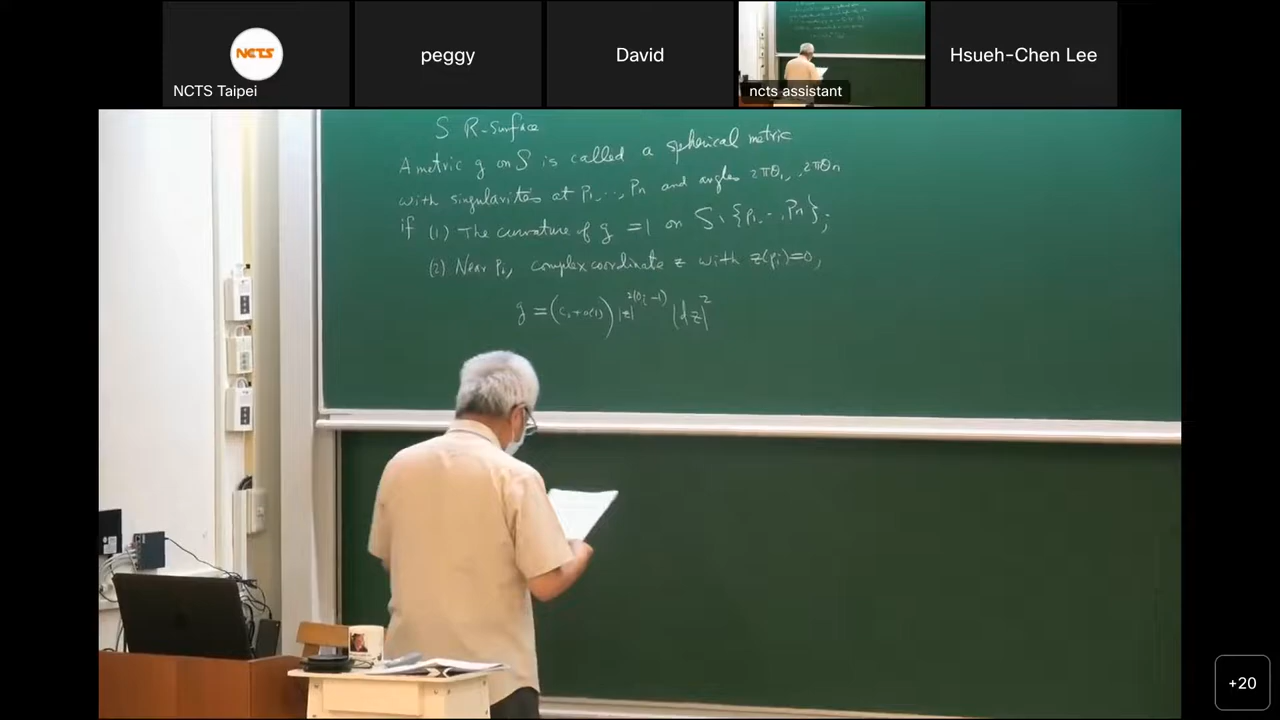 NCTS
NCTS Taipei
peggy
David
ncts assistant
Hsueh-Chen Lee
S R-surface
A metric g on S is called a spherical metric
with singularites at p₁, ..., pₙ and angles 2πθ₁, ..., 2πθₙ
if (1) The curvature of g = 1 on S \ {p₁, ..., pₙ};
(2) Near pᵢ, complex coordinate z with z(pᵢ)=0,
g = (cᵢ + o(1)) |z|^{2(θᵢ-1)} |dz|²
+20